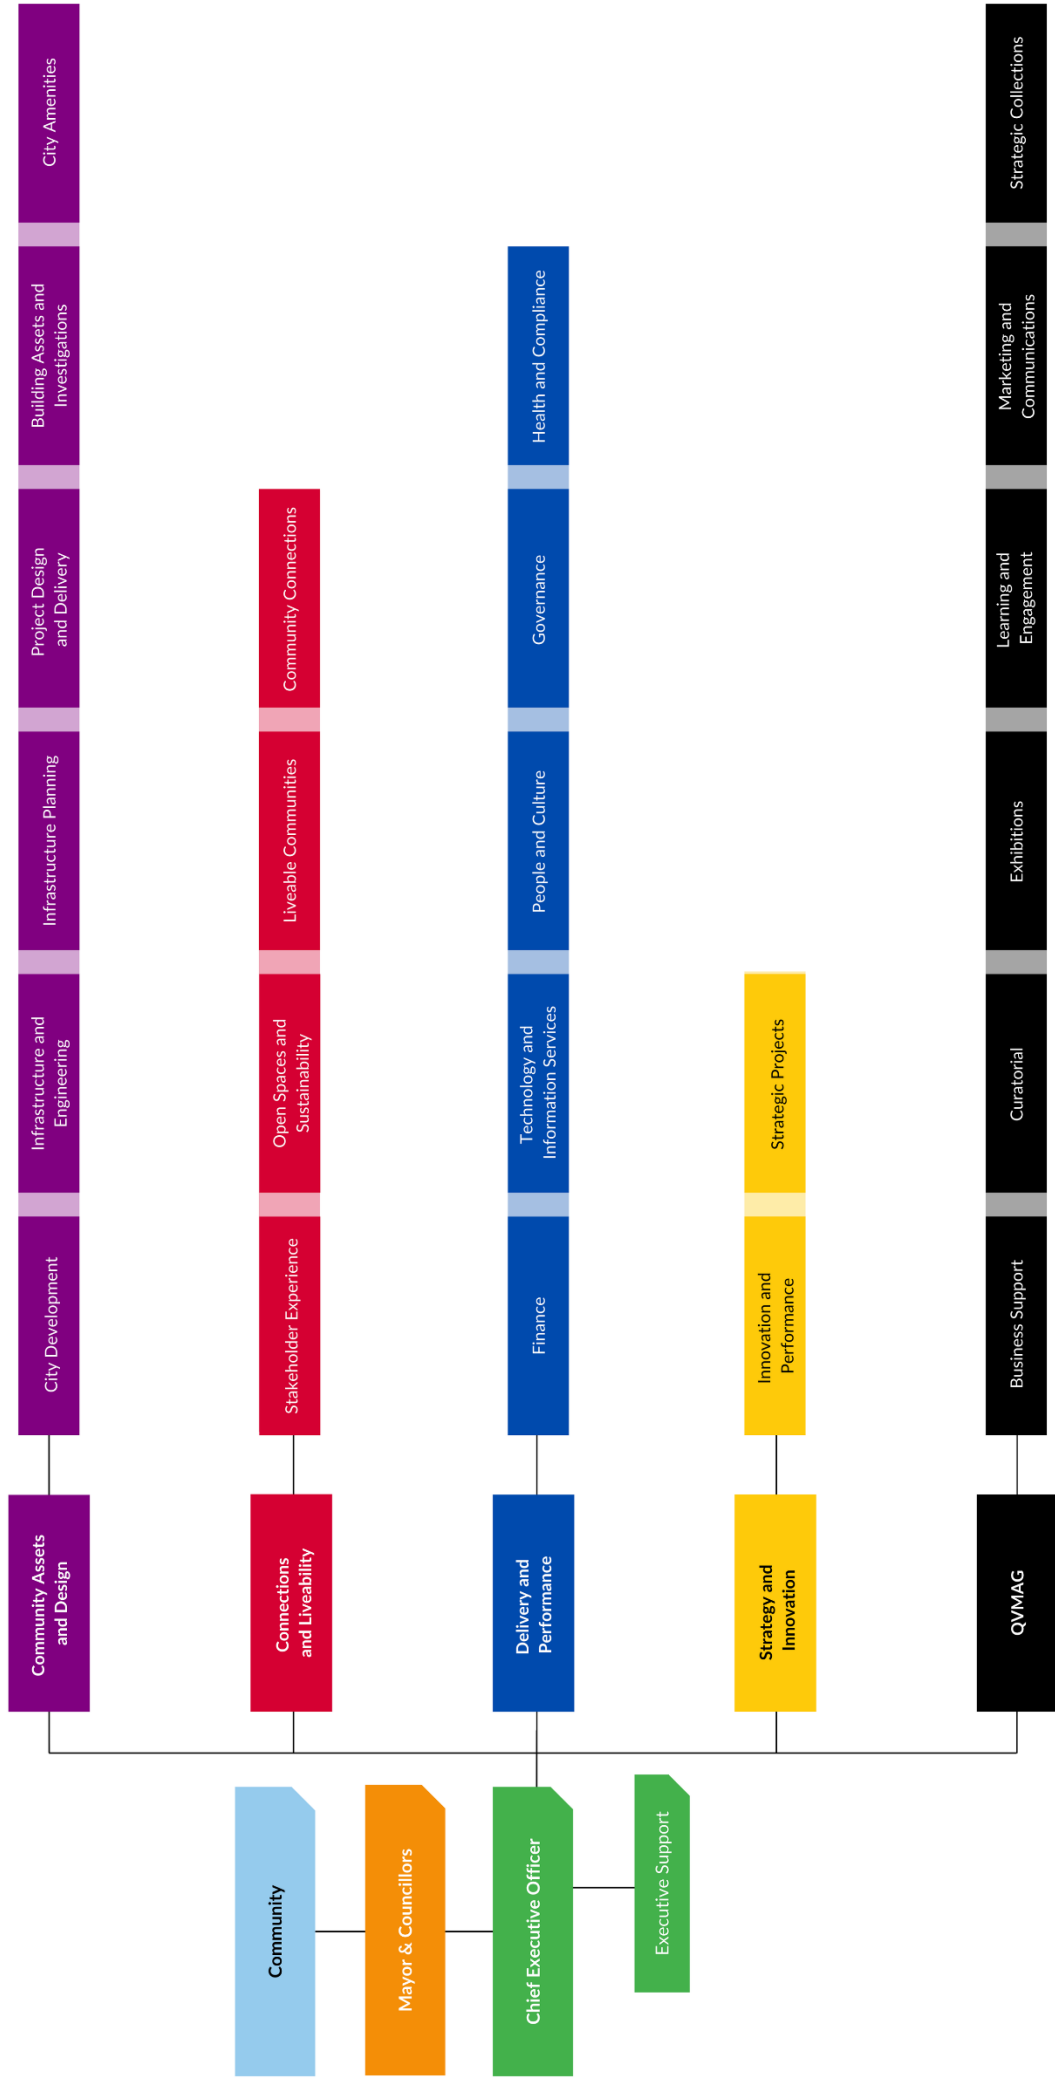 Community
Mayor & Councillors
Chief Executive Officer
Executive Support
Community Assets
and Design
City Development
Infrastructure and
Engineering
Infrastructure Planning
Project Design
and Delivery
Building Assets and
Investigations
City Amenities
Connections
and Liveability
Stakeholder Experience
Open Spaces and
Sustainability
Liveable Communities
Community Connections
Delivery and
Performance
Finance
Technology and
Information Services
People and Culture
Governance
Health and Compliance
Strategy and
Innovation
Innovation and
Performance
Strategic Projects
QVMAG
Business Support
Curatorial
Exhibitions
Learning and
Engagement
Marketing and
Communications
Strategic Collections